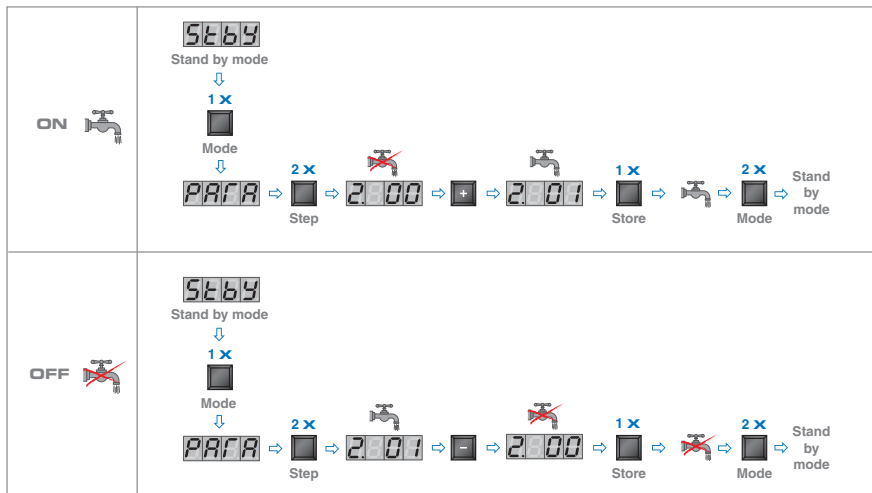 Stby
Stand by mode
1 x
ON
Mode
PARA
2 x
Step
2. 00
+
2. 01
1 x
Store
2 x
Mode
Stand
by
mode
Stby
Stand by mode
1 x
OFF
Mode
PARA
2 x
Step
2. 01
-
2. 00
1 x
Store
2 x
Mode
Stand
by
mode